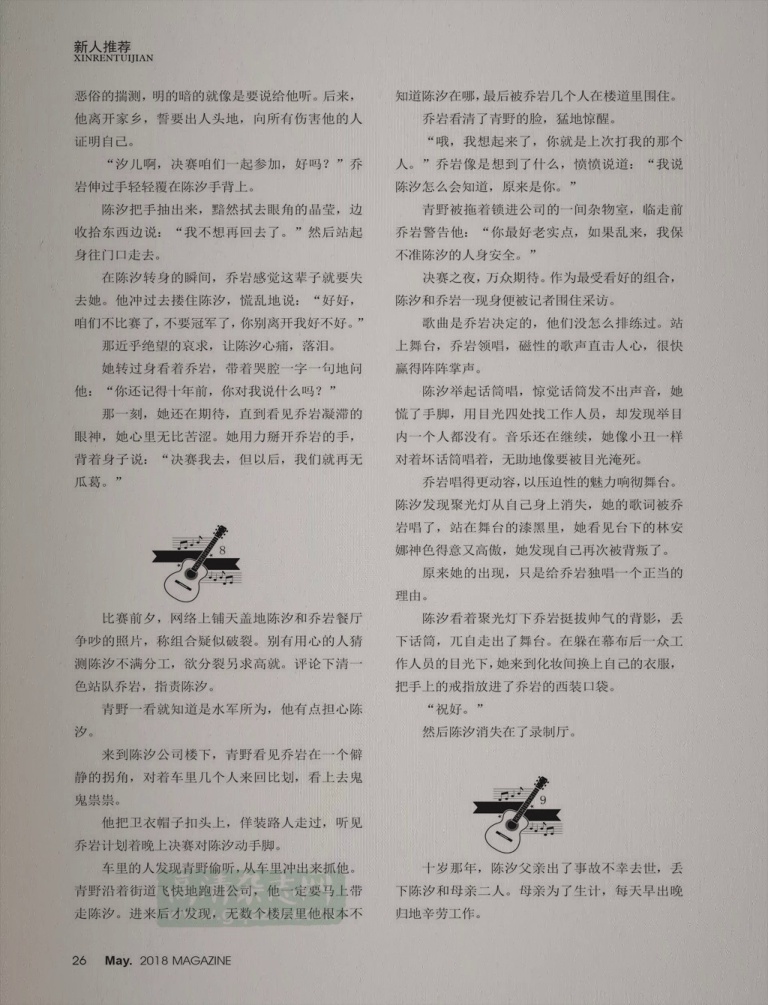 新人推荐
XINRENTUIJIAN
恶俗的揣测，明的暗的就像是要说给他听。后来，
他离开家乡，誓要出人头地，向所有伤害他的人
证明自己。
“汐儿啊，决赛咱们一起参加，好吗？”乔
岩伸过手轻轻覆在陈汐手背上。
陈汐把手抽出来，黯然拭去眼角的晶莹，边
收拾东西边说：“我不想再回去了。”然后站起
身往门口走去。
在陈汐转身的瞬间，乔岩感觉这辈子就要失
去她。他冲过去搂住陈汐，慌乱地说：“好好，
咱们不比赛了，不要冠军了，你别离开我好不好。”
那近乎绝望的哀求，让陈汐心痛，落泪。
她转过身看着乔岩，带着哭腔一字一句地问
他：“你还记得十年前，你对我说什么吗？”
那一刻，她还在期待，直到看见乔岩凝滞的
眼神，她心里无比苦涩。她用力掰开乔岩的手，
背着身子说：“决赛我去，但以后，我们就再无
瓜葛。”
8
比赛前夕，网络上铺天盖地陈汐和乔岩餐厅
争吵的照片，称组合疑似破裂。别有用心的人猜
测陈汐不满分工，欲分裂另求高就。评论下清一
色站队乔岩，指责陈汐。
青野一看就知道是水军所为，他有点担心陈
汐。
来到陈汐公司楼下，青野看见乔岩在一个僻
静的拐角，对着车里几个人来回比划，看上去鬼
鬼祟祟。
他把卫衣帽子扣头上，佯装路人走过，听见
乔岩计划着晚上决赛对陈汐动手脚。
车里的人发现青野偷听，从车里冲出来抓他。
青野沿着街道飞快地跑进公司，他一定要马上带
走陈汐。进来后才发现，无数个楼层里他根本不
知道陈汐在哪，最后被乔岩几个人在楼道里围住。
乔岩看清了青野的脸，猛地惊醒。
“哦，我想起来了，你就是上次打我的那个
人。”乔岩像是想到了什么，愤愤说道：“我说
陈汐怎么会知道，原来是你。”
青野被拖着锁进公司的一间杂物室，临走前
乔岩警告他：“你最好老实点，如果乱来，我保
不准陈汐的人身安全。”
决赛之夜，万众期待。作为最受看好的组合，
陈汐和乔岩一现身便被记者围住采访。
歌曲是乔岩决定的，他们没怎么排练过。站
上舞台，乔岩领唱，磁性的歌声直击人心，很快
赢得阵阵掌声。
陈汐举起话筒唱，惊觉话筒发不出声音，她
慌了手脚，用目光四处找工作人员，却发现举目
内一个人都没有。音乐还在继续，她像小丑一样
对着坏话筒唱着，无助地像要被目光淹死。
乔岩唱得更动容，以压迫性的魅力响彻舞台。
陈汐发现聚光灯从自己身上消失，她的歌词被乔
岩唱了，站在舞台的漆黑里，她看见台下的林安
娜神色得意又高傲，她发现自己再次被背叛了。
原来她的出现，只是给乔岩独唱一个正当的
理由。
陈汐看着聚光灯下乔岩挺拔帅气的背影，丢
下话筒，兀自走出了舞台。在躲在幕布后一众工
作人员的目光下，她来到化妆间换上自己的衣服，
把手上的戒指放进了乔岩的西装口袋。
“祝好。”
然后陈汐消失在了录制厅。
9
十岁那年，陈汐父亲出了事故不幸去世，丢
下陈汐和母亲二人。母亲为了生计，每天早出晚
归地辛劳工作。
26 May. 2018 MAGAZINE